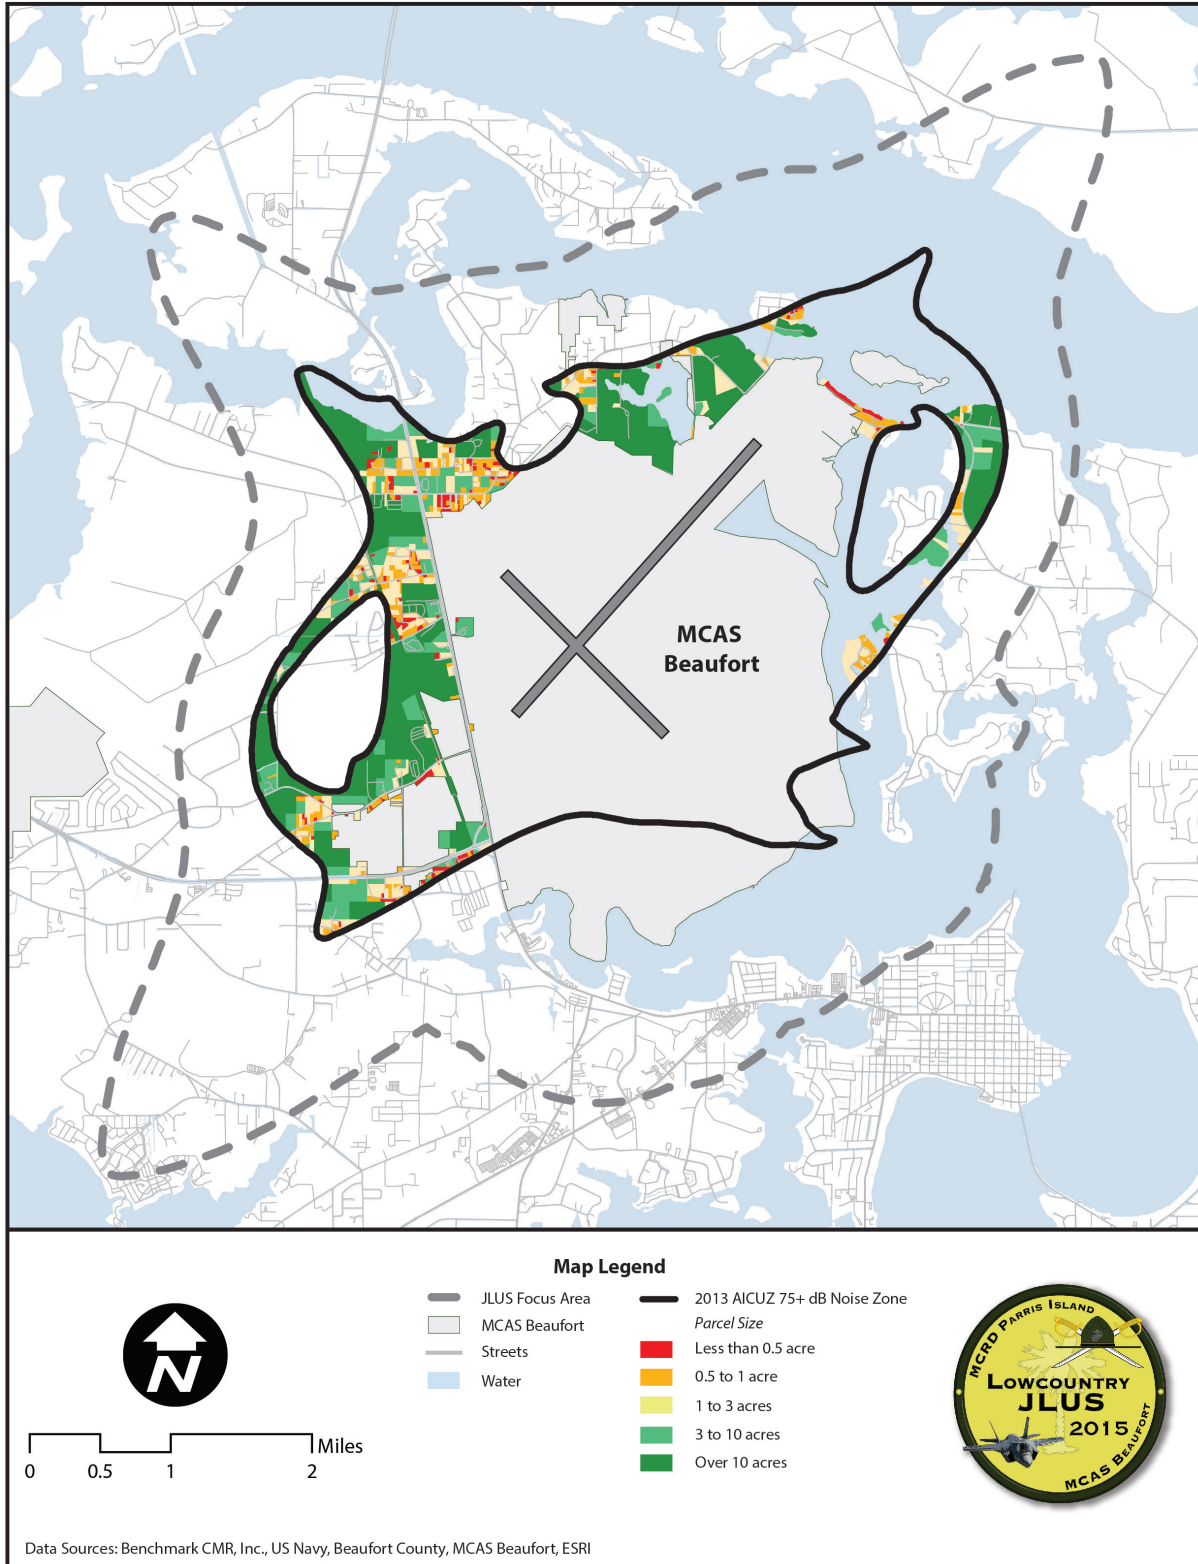 MCAS
Beaufort
Map Legend
JLUS Focus Area
MCAS Beaufort
Streets
Water
2013 AICUZ 75+ dB Noise Zone
Parcel Size
Less than 0.5 acre
0.5 to 1 acre
1 to 3 acres
3 to 10 acres
Over 10 acres
N
Miles
0 0.5 1 2
MCRD PARRIS ISLAND
LOWCOUNTRY
JLUS
2015
MCAS BEAUFORT
Data Sources: Benchmark CMR, Inc., US Navy, Beaufort County, MCAS Beaufort, ESRI